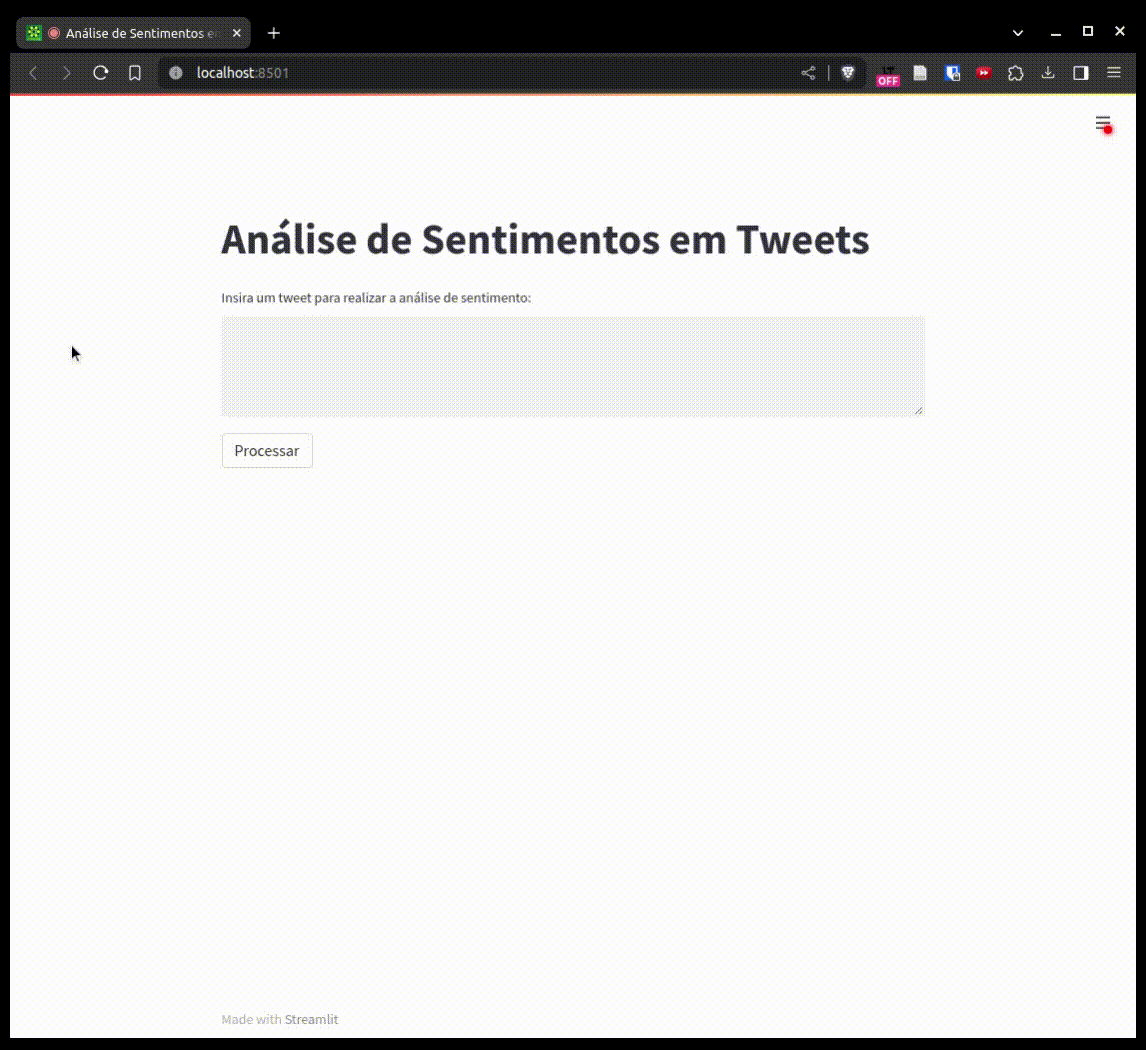 Análise de Sentimentos e
localhost:8501
OFF
Análise de Sentimentos em Tweets
Insira um tweet para realizar a análise de sentimento:
Processar
Made with Streamlit